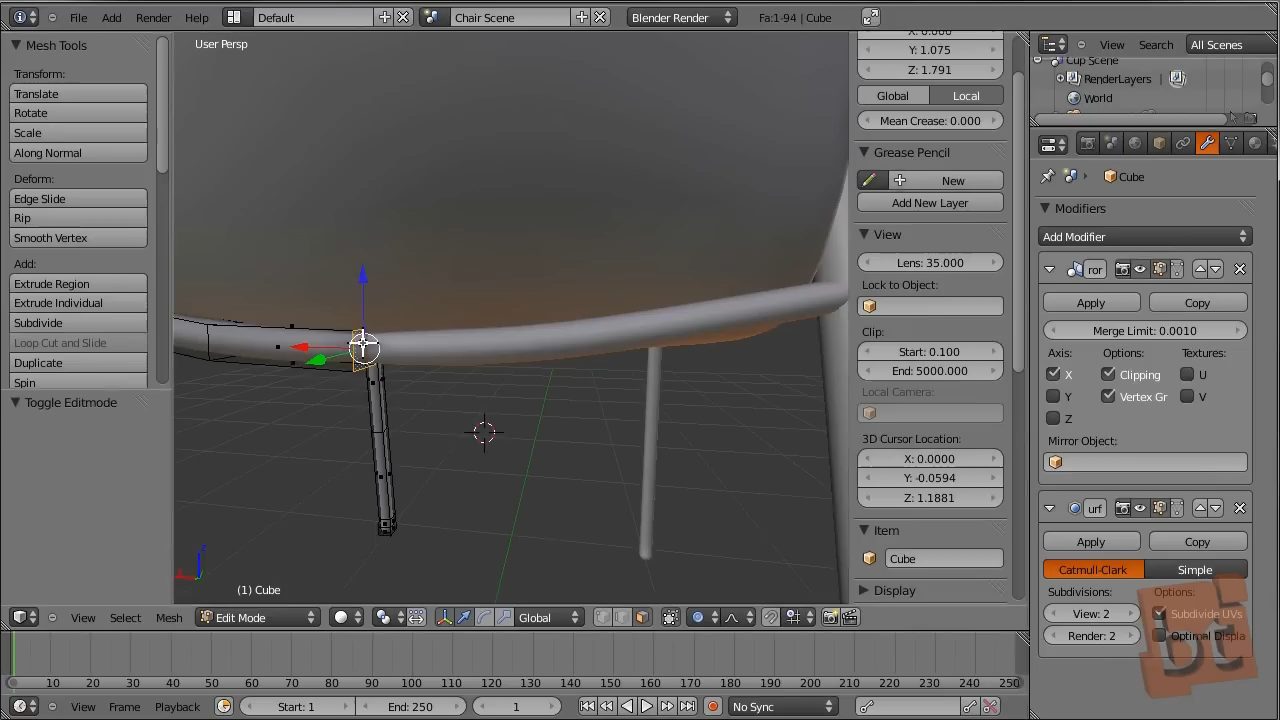 File Add Render Help Default Chair Scene Blender Render Fa:1-94 | Cube
Mesh Tools
Transform:
Translate
Rotate
Scale
Along Normal
Deform:
Edge Slide
Rip
Smooth Vertex
Add:
Extrude Region
Extrude Individual
Subdivide
Loop Cut and Slide
Duplicate
Spin
Toggle Editmode
User Persp
(1) Cube
Y: 1.075
Z: 1.791
Global Local
Mean Crease: 0.000
Grease Pencil
New
Add New Layer
View
Lens: 35.000
Lock to Object:
Clip:
Start: 0.100
End: 5000.000
Local Camera:
3D Cursor Location:
X: 0.0000
Y: -0.0594
Z: 1.1881
Item
Cube
Display
View Search All Scenes
Cup Scene
RenderLayers |
World
Cube
Modifiers
Add Modifier
ror
Apply Copy
Merge Limit: 0.0010
Axis: Options: Textures:
X Clipping U
Y Vertex Gr V
Z
Mirror Object:
urf
Apply Copy
Catmull-Clark Simple
Subdivisions: Options:
View: 2 Subdivide UVs
Render: 2 Optimal Displa
bt
View Select Mesh Edit Mode Global
10 20 30 40 50 60 70 80 90 100 110 120 130 140 150 160 170 180 190 200 210 220 230 240 250
View Frame Playback Start: 1 End: 250 1 No Sync